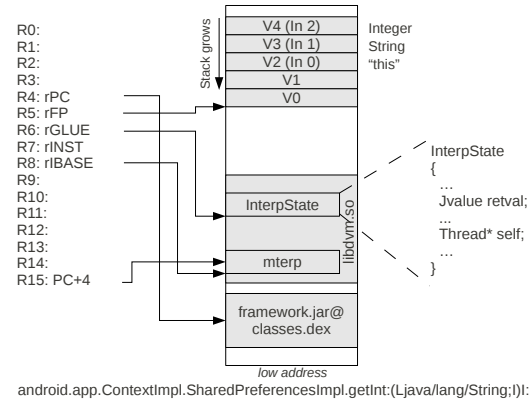 R0:
R1:
R2:
R3:
R4: rPC
R5: rFP
R6: rGLUE
R7: rINST
R8: rIBASE
R9:
R10:
R11:
R12:
R13:
R14:
R15: PC+4
Stack grows
V4 (In 2)
V3 (In 1)
V2 (In 0)
V1
V0
Integer
String
“this”
InterpState
mterp
libdvm.so
framework.jar@
classes.dex
low address
InterpState
{
...
Jvalue retval;
...
Thread* self;
...
}
android.app.ContextImpl.SharedPreferencesImpl.getInt:(Ljava/lang/String;I)I: